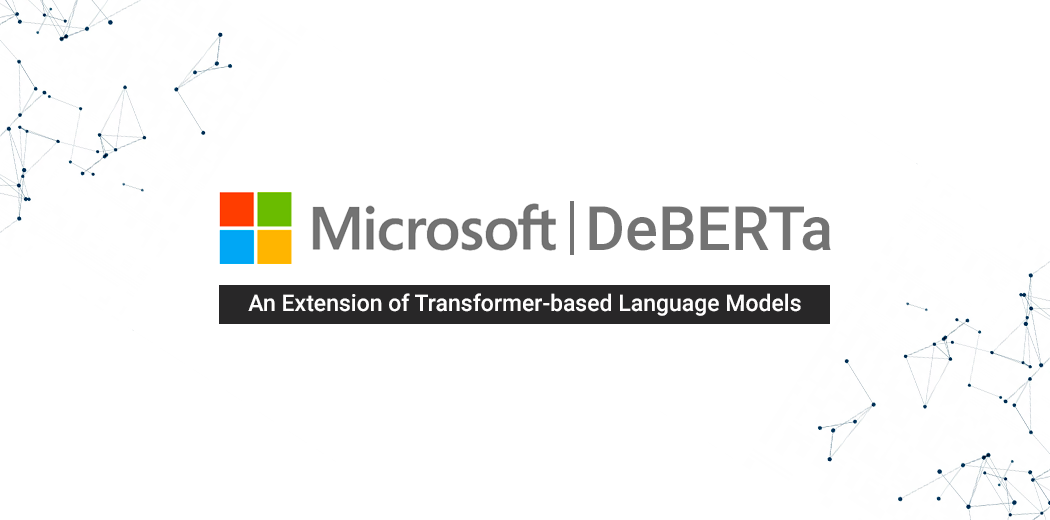 Microsoft | DeBERTa
An Extension of Transformer-based Language Models